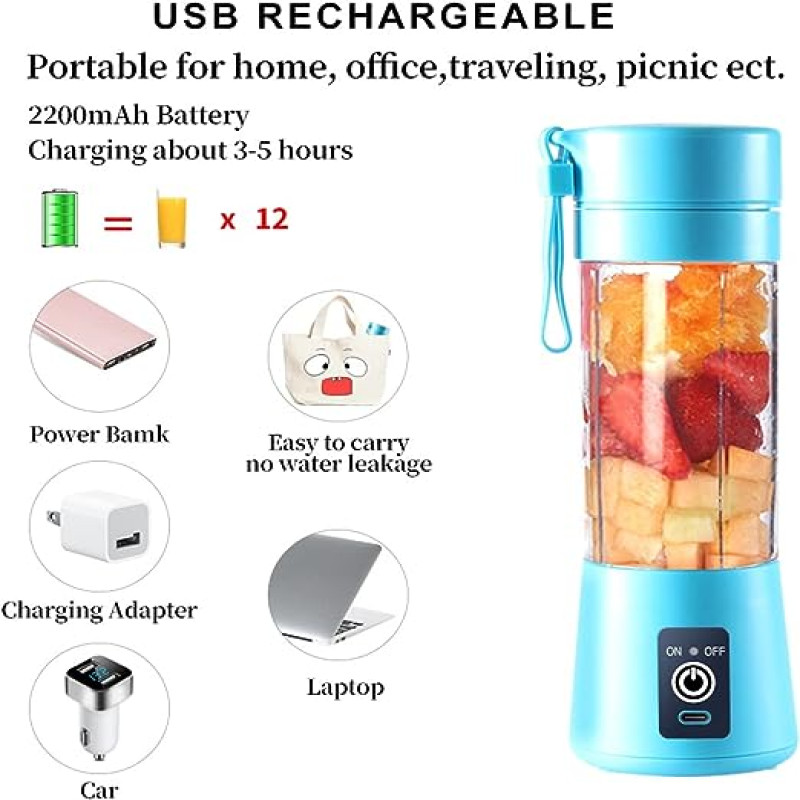 USB RECHARGEABLE
Portable for home, office,traveling, picnic ect.
2200mAh Battery
Charging about 3-5 hours
= x 12
Power Bamk
Easy to carry
no water leakage
Charging Adapter
Laptop
Car
ON OFF